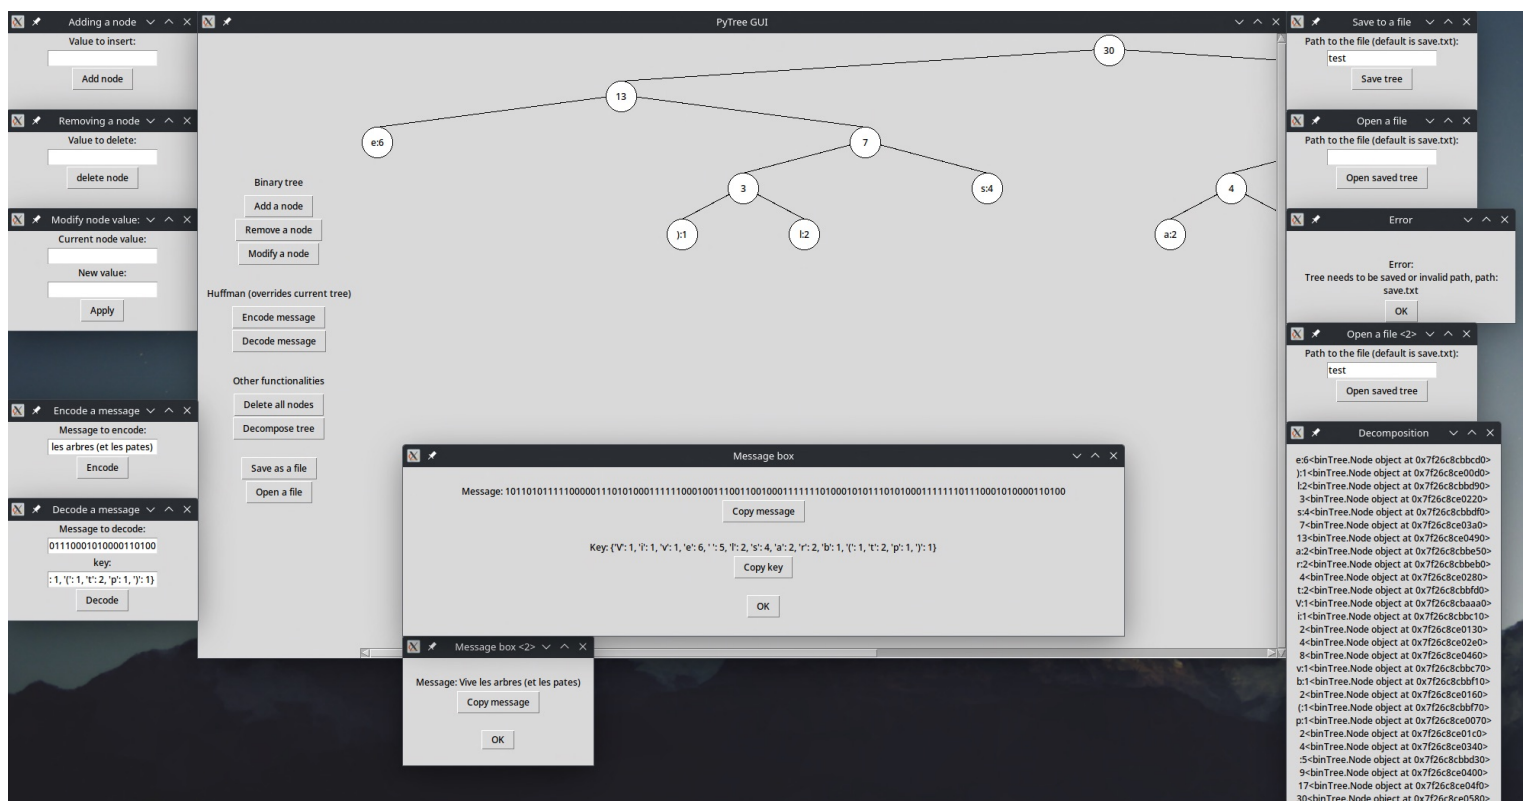 Adding a node
Value to insert:
Add node
Removing a node
Value to delete:
delete node
Modify node value:
Current node value:
New value:
Apply
Encode a message
Message to encode:
les arbres (et les pates)
Encode
Decode a message
Message to decode:
01110001010000110100
key:
: 1, '(': 1, 't': 2, 'p': 1, ')': 1}
Decode
PyTree GUI
30
13
e:6
7
3
s:4
4
):1
l:2
a:2
Binary tree
Add a node
Remove a node
Modify a node
Huffman (overrides current tree)
Encode message
Decode message
Other functionalities
Delete all nodes
Decompose tree
Save as a file
Open a file
Message box
Message: 10110101111100000111010100011111100010011100110010001111111010001010111010100011111110111000101000011​0100
Copy message
Key: {'V': 1, 'i': 1, 'v': 1, 'e': 6, ' ': 5, 'l': 2, 's': 4, 'a': 2, 'r': 2, 'b': 1, '(': 1, 't': 2, 'p': 1, ')': 1}
Copy key
OK
Message box <2>
Message: Vive les arbres (et les pates)
Copy message
OK
Save to a file
Path to the file (default is save.txt):
test
Save tree
Open a file
Path to the file (default is save.txt):
Open saved tree
Error
Error:
Tree needs to be saved or invalid path, path:
save.txt
OK
Open a file <2>
Path to the file (default is save.txt):
test
Open saved tree
Decomposition
e:6<binTree.Node object at 0x7f26c8cbbcd0>
):1<binTree.Node object at 0x7f26c8ce00d0>
l:2<binTree.Node object at 0x7f26c8cbbd90>
3<binTree.Node object at 0x7f26c8ce0220>
s:4<binTree.Node object at 0x7f26c8cbbdf0>
7<binTree.Node object at 0x7f26c8ce03a0>
13<binTree.Node object at 0x7f26c8ce0490>
a:2<binTree.Node object at 0x7f26c8cbbe50>
r:2<binTree.Node object at 0x7f26c8cbbeb0>
4<binTree.Node object at 0x7f26c8ce0280>
t:2<binTree.Node object at 0x7f26c8cbbfd0>
V:1<binTree.Node object at 0x7f26c8cbaaa0>
i:1<binTree.Node object at 0x7f26c8cbbc10>
2<binTree.Node object at 0x7f26c8ce0130>
4<binTree.Node object at 0x7f26c8ce02e0>
8<binTree.Node object at 0x7f26c8ce0460>
v:1<binTree.Node object at 0x7f26c8cbbc70>
b:1<binTree.Node object at 0x7f26c8cbbf10>
2<binTree.Node object at 0x7f26c8ce0160>
(:1<binTree.Node object at 0x7f26c8cbbf70>
p:1<binTree.Node object at 0x7f26c8ce0070>
2<binTree.Node object at 0x7f26c8ce01c0>
4<binTree.Node object at 0x7f26c8ce0340>
:5<binTree.Node object at 0x7f26c8cbbd30>
9<binTree.Node object at 0x7f26c8ce0400>
17<binTree.Node object at 0x7f26c8ce04f0>
30<binTree.Node object at 0x7f26c8ce0580>